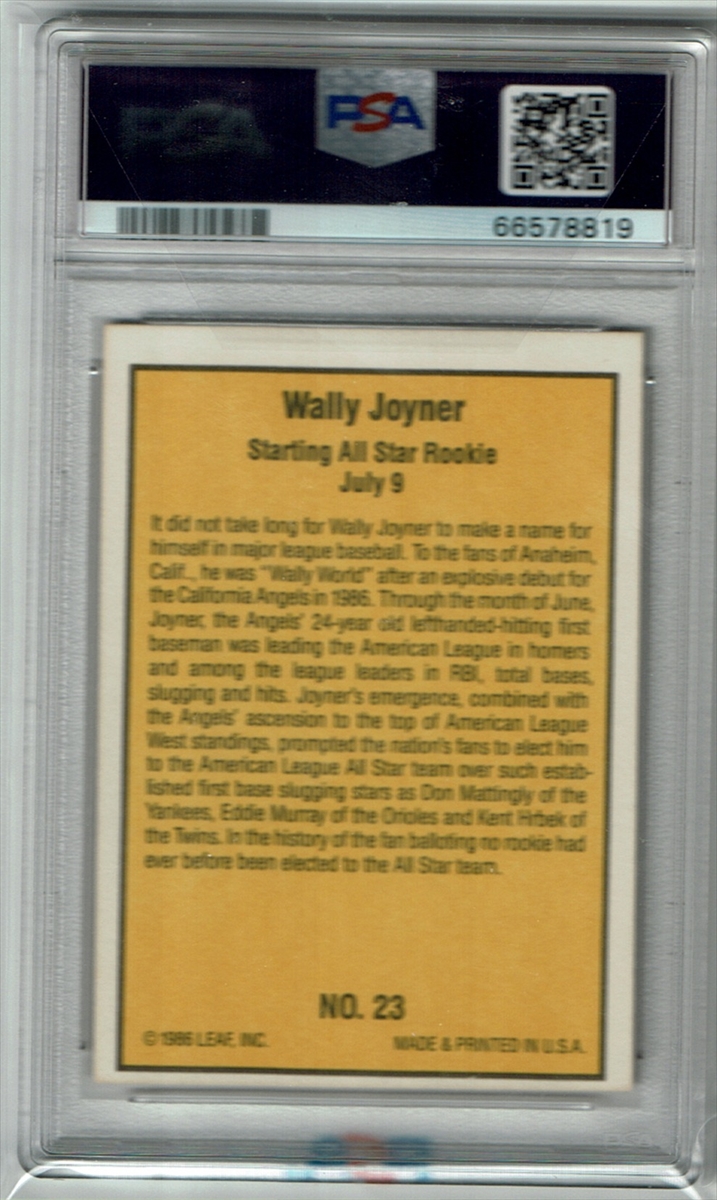 PSA
PSA
66578819
Wally Joyner
Starting All Star Rookie
July 9
It did not take long for Wally Joyner to make a name for
himself in major league baseball. To the fans of Anaheim,
Calif., he was "Wally World" after an explosive debut for
the California Angels in 1986. Through the month of June,
Joyner, the Angels' 24-year old lefthanded-hitting first
baseman was leading the American League in homers
and among the league leaders in RBI, total bases,
slugging and hits. Joyner's emergence, combined with
the Angels' ascension to the top of American League
West standings, prompted the nation's fans to elect him
to the American League All Star team over such estab-
lished first base slugging stars as Don Mattingly of the
Yankees, Eddie Murray of the Orioles and Kent Hrbek of
the Twins. In the history of the fan balloting no rookie had
ever before been elected to the All Star team.
NO. 23
© 1986 LEAF, INC. MADE & PRINTED IN U.S.A.
PSA